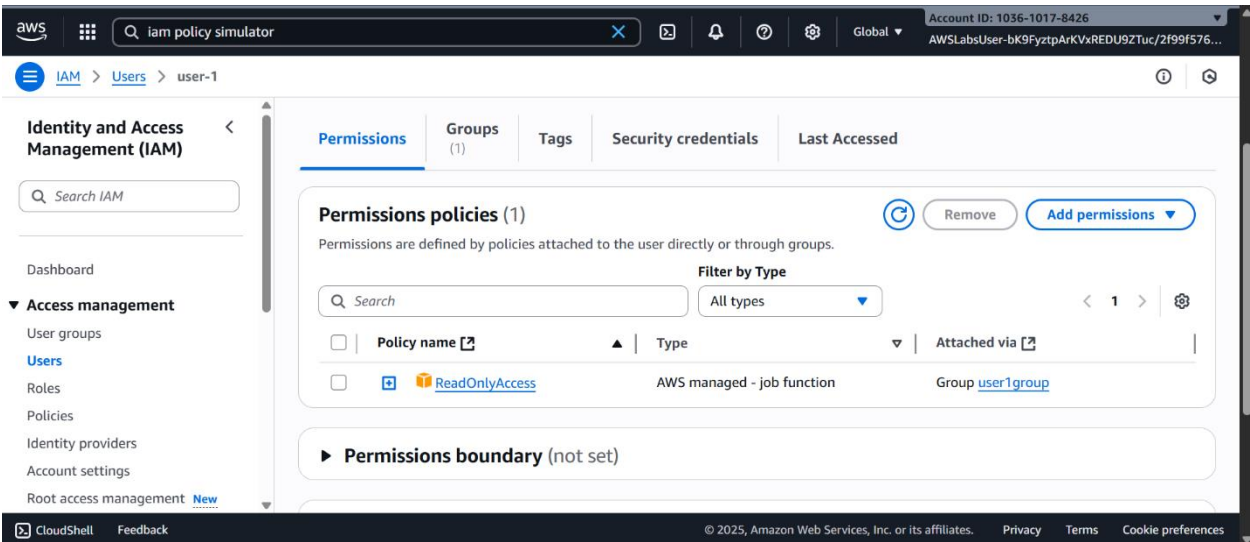 aws
iam policy simulator
Global
Account ID: 1036-1017-8426
AWSLabsUser-bK9FyztpArKVxREDU9ZTuc/2f99f576...
IAM > Users > user-1
Identity and Access
Management (IAM)
Search IAM
Dashboard
Access management
User groups
Users
Roles
Policies
Identity providers
Account settings
Root access management New
Permissions
Groups
(1)
Tags
Security credentials
Last Accessed
Permissions policies (1)
Remove
Add permissions
Permissions are defined by policies attached to the user directly or through groups.
Filter by Type
Search
All types
1
Policy name
Type
Attached via
ReadOnlyAccess
AWS managed - job function
Group user1group
Permissions boundary (not set)
CloudShell
Feedback
© 2025, Amazon Web Services, Inc. or its affiliates.
Privacy
Terms
Cookie preferences